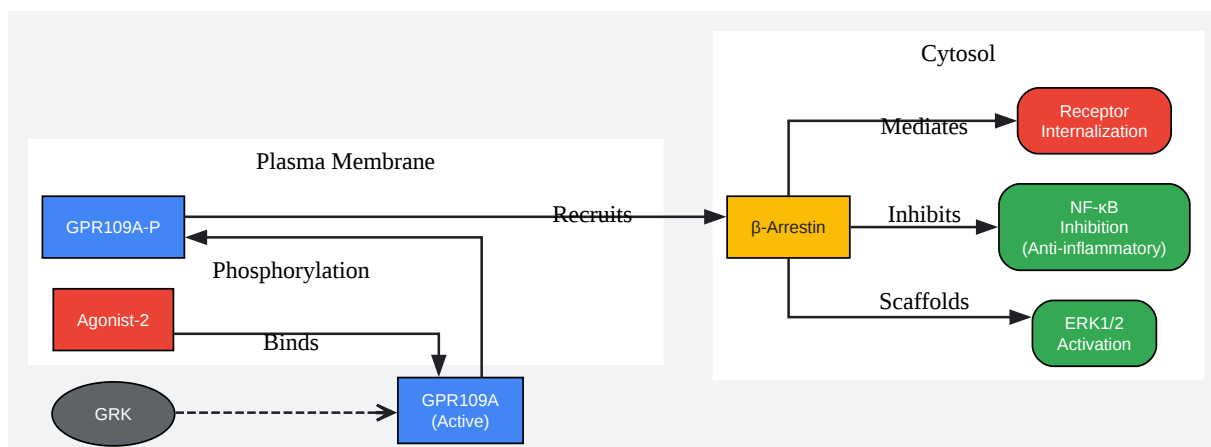 Cytosol
Receptor
Internalization
Mediates
Plasma Membrane
GPR109A-P
Recruits
β-Arrestin
Inhibits
NF-κB
Inhibition
(Anti-inflammatory)
Phosphorylation
Scaffolds
Agonist-2
Binds
ERK1/2
Activation
GRK
GPR109A
(Active)